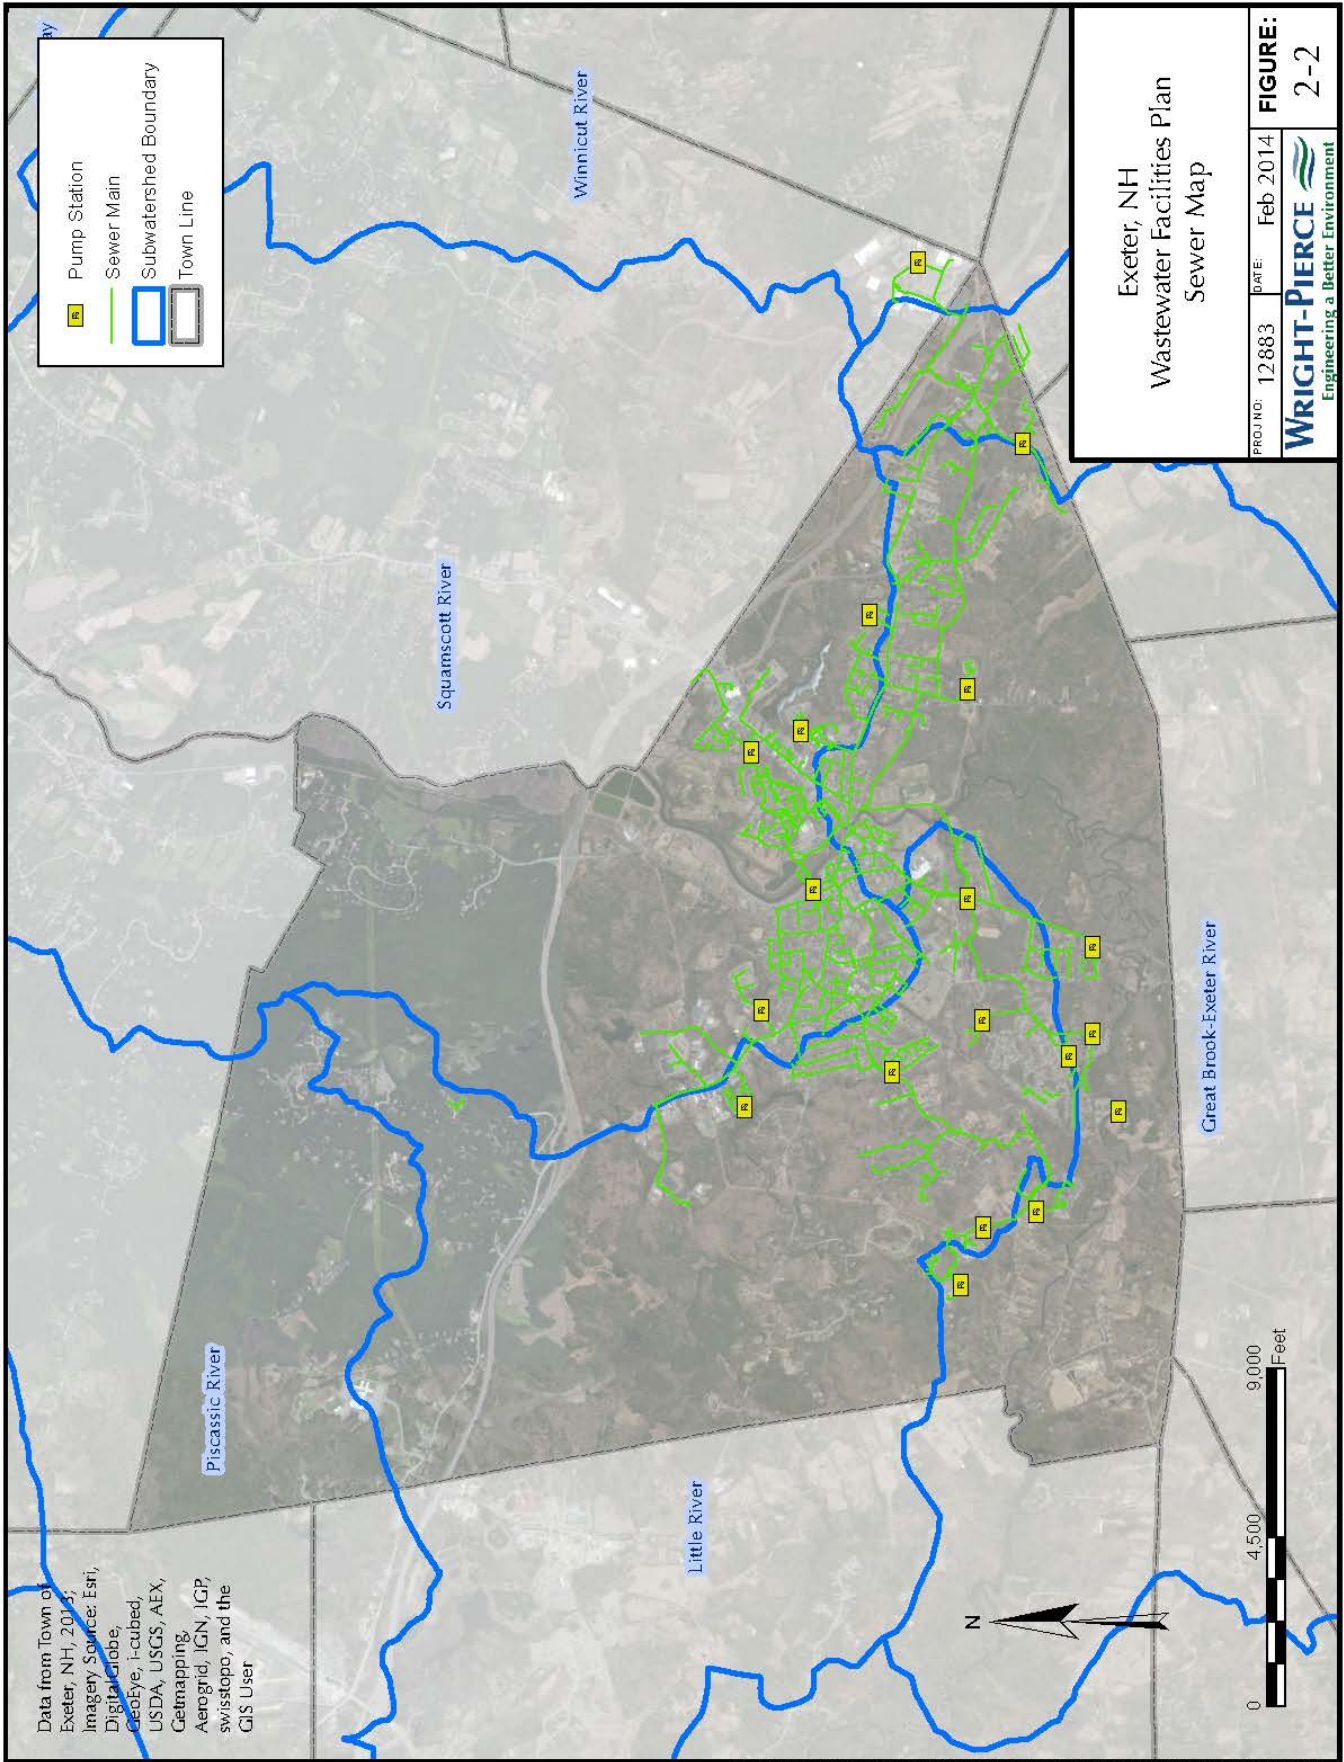 Data from Town of
Exeter, NH, 2013;
Imagery Source: Esri,
DigitalGlobe,
GeoEye, i-cubed,
USDA, USGS, AEX,
Getmapping,
Aerogrid, IGN, IGP,
swisstopo, and the
GIS User
ay
Pump Station
Sewer Main
Subwatershed Boundary
Town Line
Piscassic River
Squamscott River
Winnicut River
Little River
Great Brook-Exeter River
N
0 4,500 9,000
Feet
Exeter, NH
Wastewater Facilities Plan
Sewer Map
PROJ NO: 12883 DATE: Feb 2014 FIGURE:
2-2
WRIGHT-PIERCE
Engineering a Better Environment